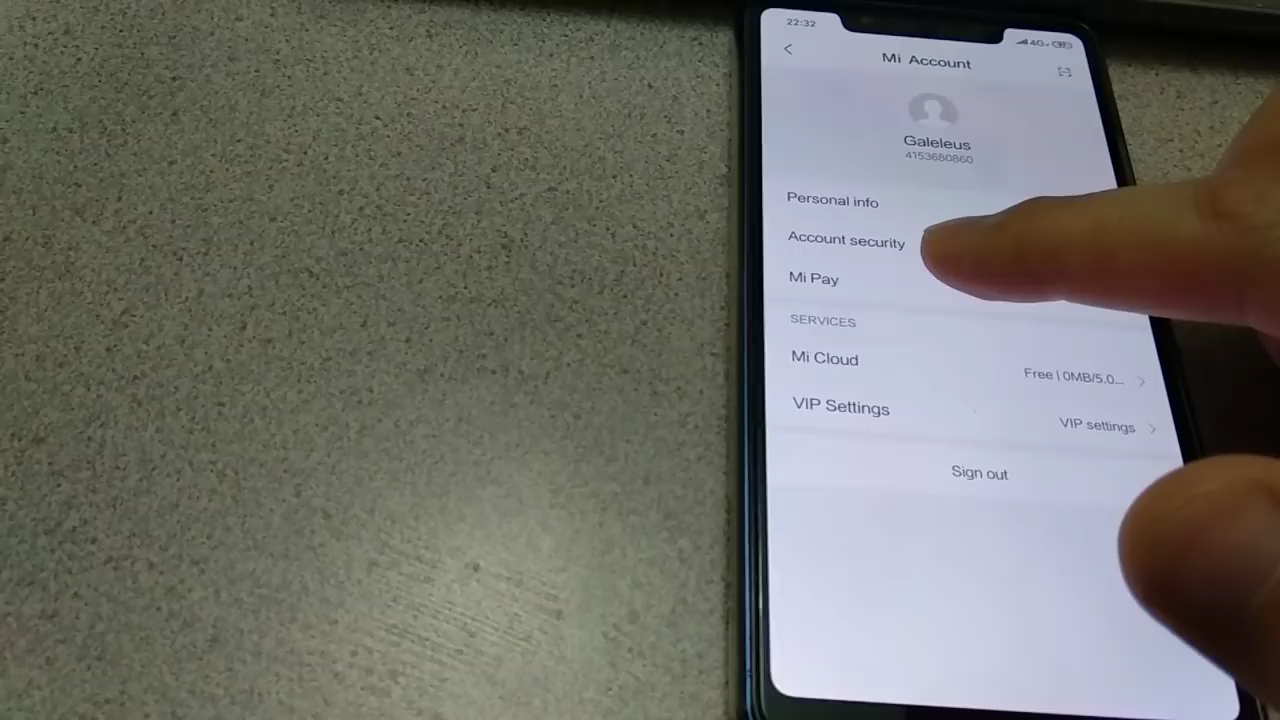 22:32
4G
Mi Account
Galeleus
4153680860
Personal info
Account security
Mi Pay
SERVICES
Mi Cloud
Free | 0MB/5.0...
VIP Settings
VIP settings
Sign out